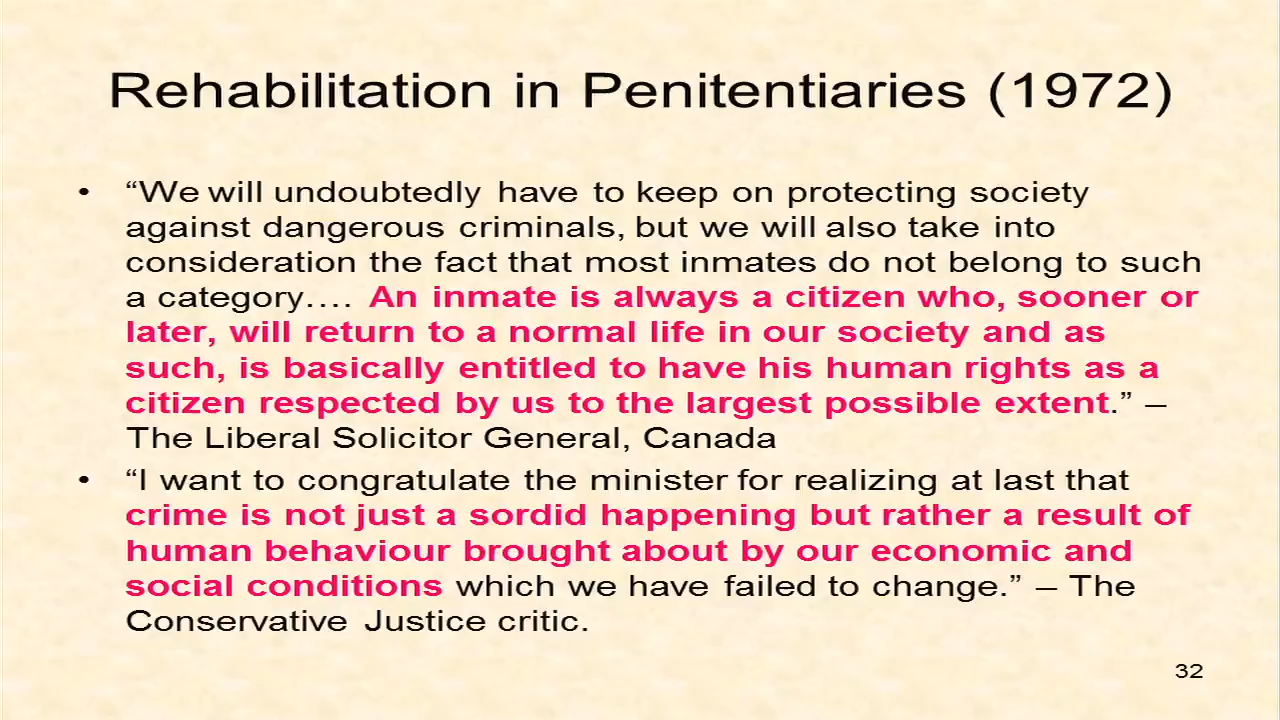 Rehabilitation in Penitentiaries (1972)
• “We will undoubtedly have to keep on protecting society
against dangerous criminals, but we will also take into
consideration the fact that most inmates do not belong to such
a category…. An inmate is always a citizen who, sooner or
later, will return to a normal life in our society and as
such, is basically entitled to have his human rights as a
citizen respected by us to the largest possible extent.” –
The Liberal Solicitor General, Canada
• “I want to congratulate the minister for realizing at last that
crime is not just a sordid happening but rather a result of
human behaviour brought about by our economic and
social conditions which we have failed to change.” – The
Conservative Justice critic.
32